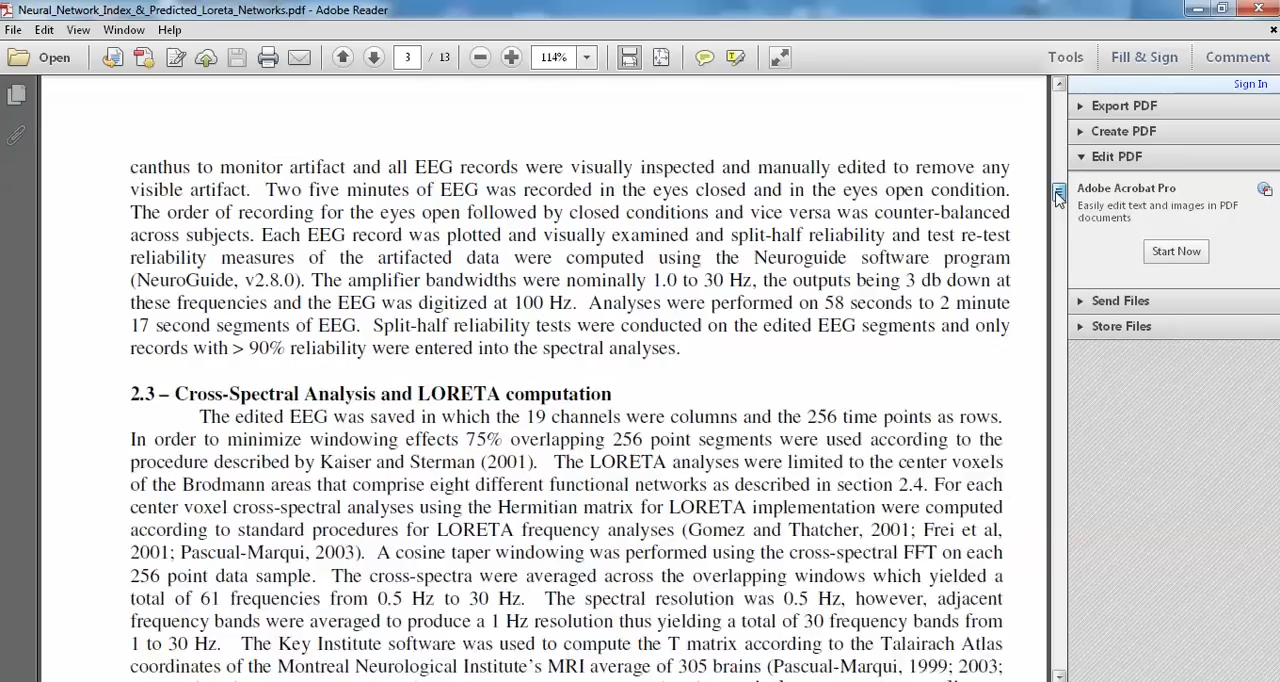 Neural_Network_Index_&_Predicted_Loreta_Networks.pdf - Adobe Reader
File Edit View Window Help
Open 3 / 13 114% Tools Fill & Sign Comment
Sign In
Export PDF
Create PDF
Edit PDF
Adobe Acrobat Pro
Easily edit text and images in PDF
documents
Start Now
Send Files
Store Files
canthus to monitor artifact and all EEG records were visually inspected and manually edited to remove any
visible artifact. Two five minutes of EEG was recorded in the eyes closed and in the eyes open condition.
The order of recording for the eyes open followed by closed conditions and vice versa was counter-balanced
across subjects. Each EEG record was plotted and visually examined and split-half reliability and test re-test
reliability measures of the artifacted data were computed using the Neuroguide software program
(NeuroGuide, v2.8.0). The amplifier bandwidths were nominally 1.0 to 30 Hz, the outputs being 3 db down at
these frequencies and the EEG was digitized at 100 Hz. Analyses were performed on 58 seconds to 2 minute
17 second segments of EEG. Split-half reliability tests were conducted on the edited EEG segments and only
records with > 90% reliability were entered into the spectral analyses.
2.3 – Cross-Spectral Analysis and LORETA computation
The edited EEG was saved in which the 19 channels were columns and the 256 time points as rows.
In order to minimize windowing effects 75% overlapping 256 point segments were used according to the
procedure described by Kaiser and Sterman (2001). The LORETA analyses were limited to the center voxels
of the Brodmann areas that comprise eight different functional networks as described in section 2.4. For each
center voxel cross-spectral analyses using the Hermitian matrix for LORETA implementation were computed
according to standard procedures for LORETA frequency analyses (Gomez and Thatcher, 2001; Frei et al,
2001; Pascual-Marqui, 2003). A cosine taper windowing was performed using the cross-spectral FFT on each
256 point data sample. The cross-spectra were averaged across the overlapping windows which yielded a
total of 61 frequencies from 0.5 Hz to 30 Hz. The spectral resolution was 0.5 Hz, however, adjacent
frequency bands were averaged to produce a 1 Hz resolution thus yielding a total of 30 frequency bands from
1 to 30 Hz. The Key Institute software was used to compute the T matrix according to the Talairach Atlas
coordinates of the Montreal Neurological Institute's MRI average of 305 brains (Pascual-Marqui, 1999; 2003;